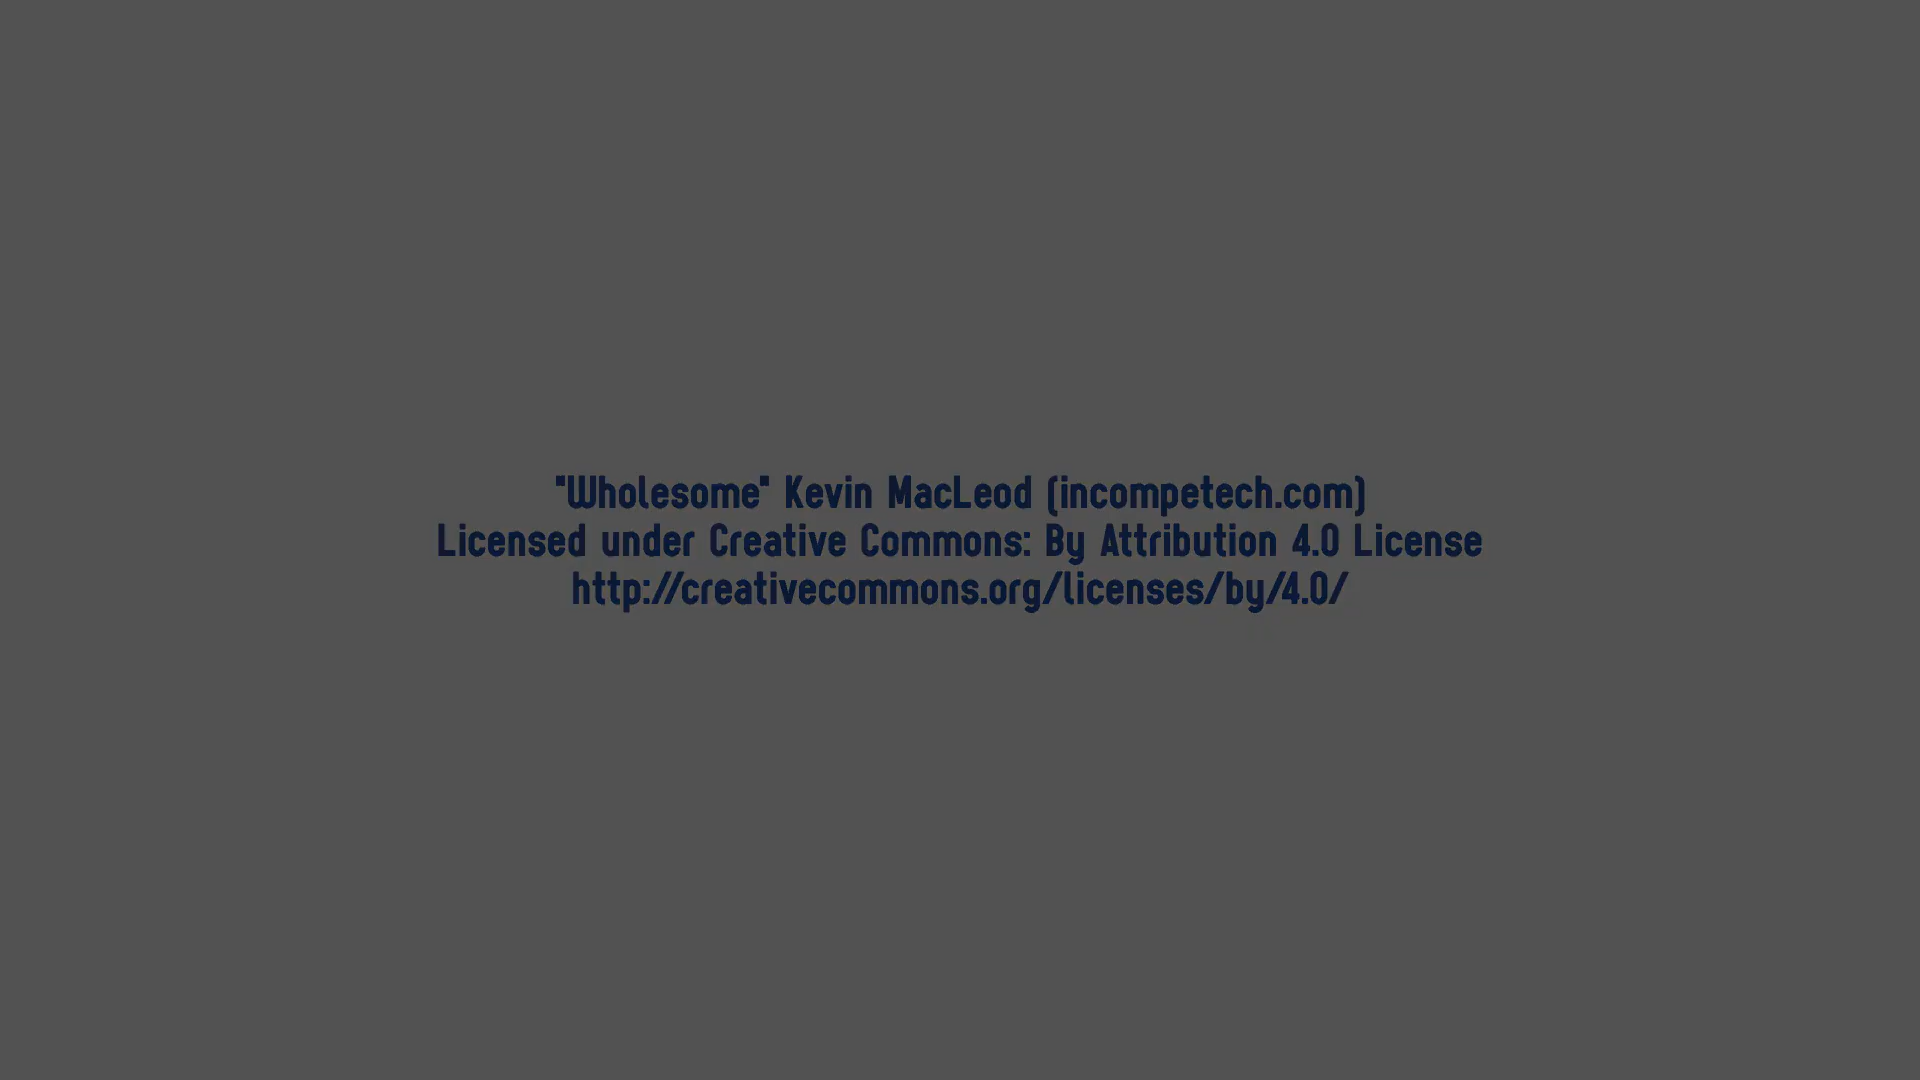 "Wholesome" Kevin MacLeod (incompetech.com)
Licensed under Creative Commons: By Attribution 4.0 License
http://creativecommons.org/licenses/by/4.0/